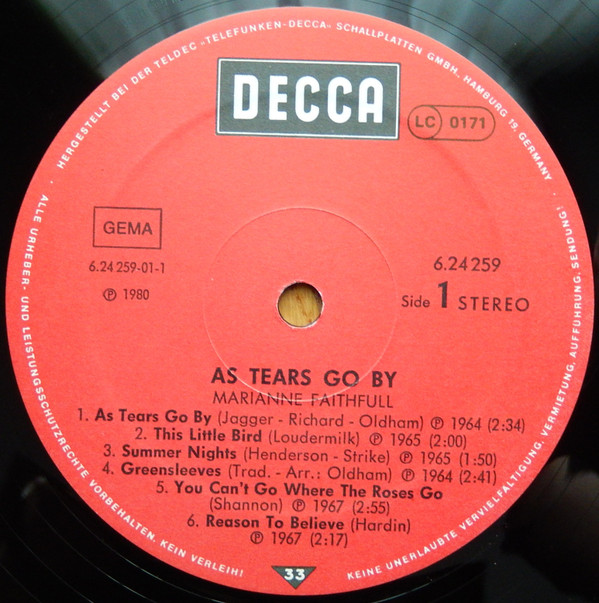 · HERGESTELLT BEI DER TELDEC »TELEFUNKEN-DECCA« SCHALLPLATTEN GMBH., HAMBURG 19, GERMANY ·
DECCA
LC 0171
GEMA
6.24 259-01-1
Ⓟ 1980
6.24 259
Side 1 STEREO
AS TEARS GO BY
MARIANNE FAITHFULL
1. As Tears Go By (Jagger - Richard - Oldham) Ⓟ 1964 (2:34)
2. This Little Bird (Loudermilk) Ⓟ 1965 (2:00)
3. Summer Nights (Henderson - Strike) Ⓟ 1965 (1:50)
4. Greensleeves (Trad. - Arr.: Oldham) Ⓟ 1964 (2:41)
5. You Can't Go Where The Roses Go
(Shannon) Ⓟ 1967 (2:55)
6. Reason To Believe (Hardin)
Ⓟ 1967 (2:17)
33
ALLE URHEBER- UND LEISTUNGSSCHUTZRECHTE VORBEHALTEN. KEIN VERLEIH!
KEINE UNERLAUBTE VERVIELFÄLTIGUNG, VERMIETUNG, AUFFÜHRUNG, SENDUNG!